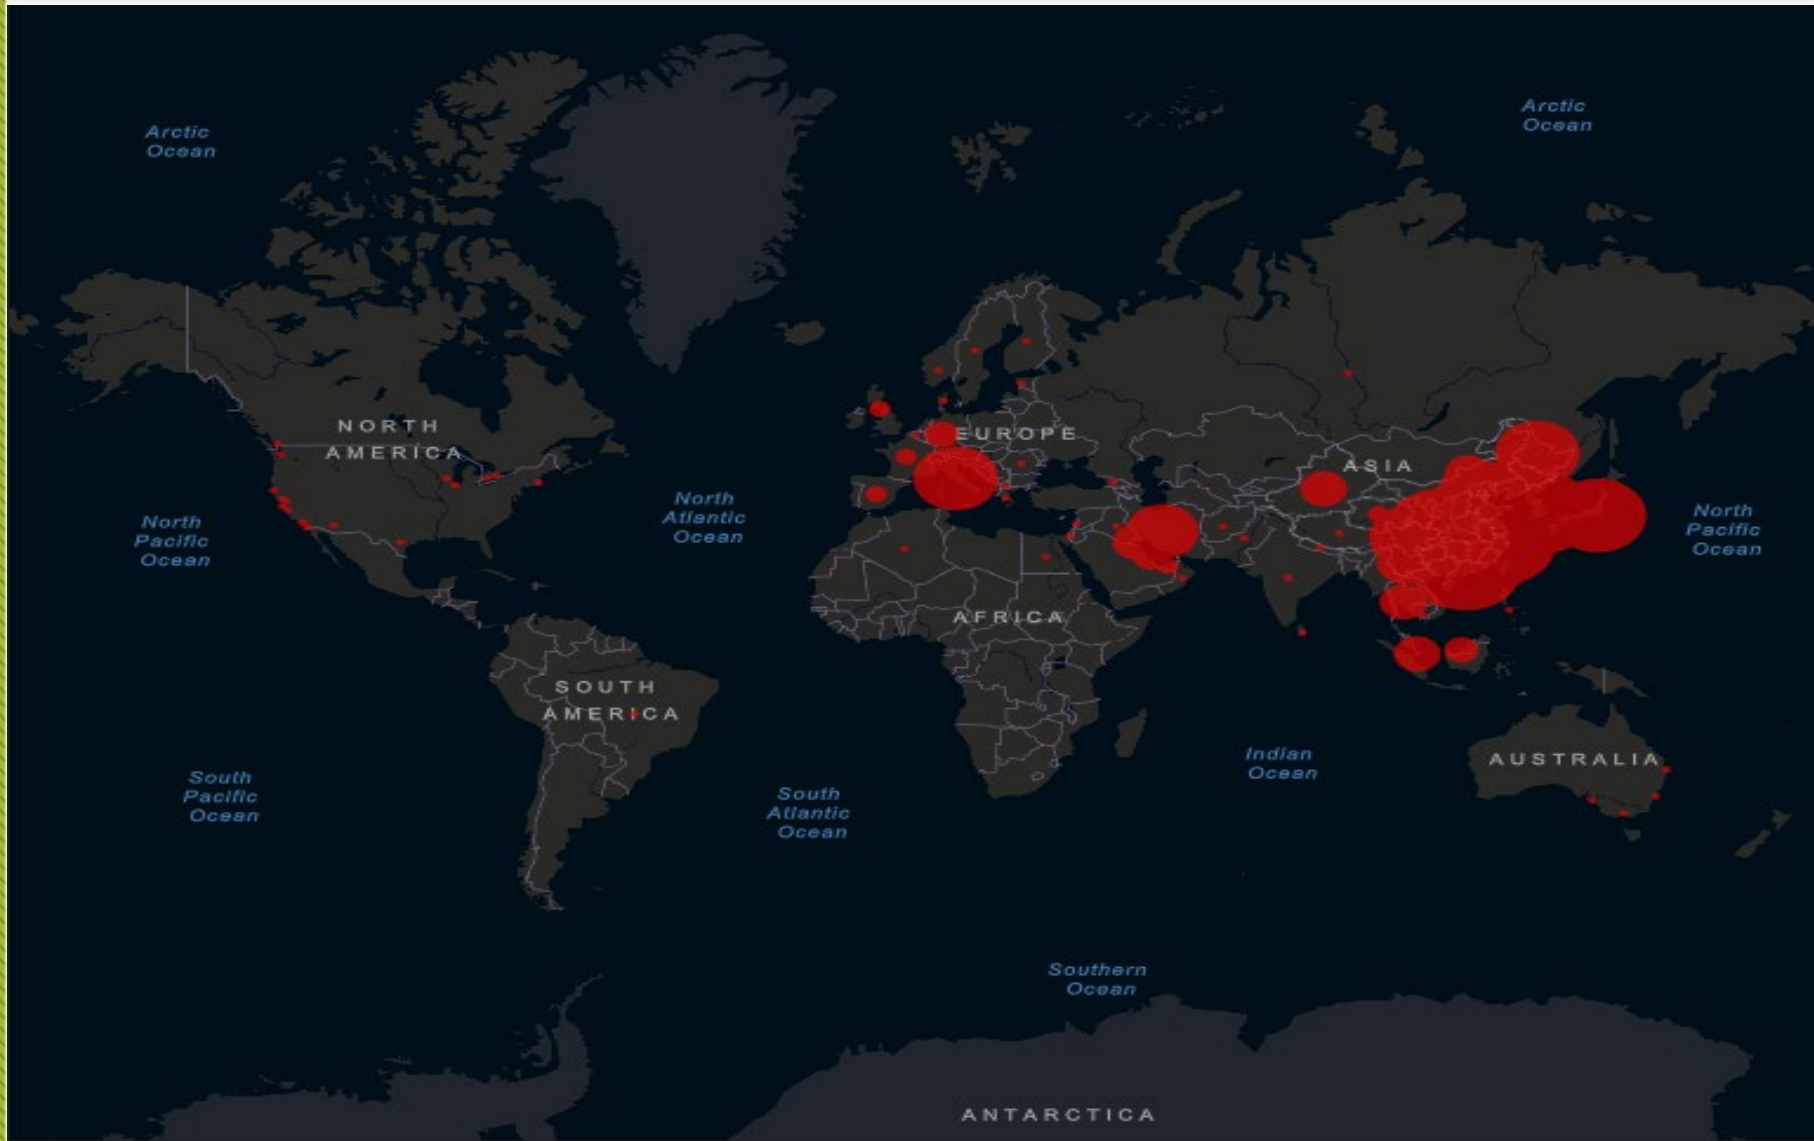 Arctic
Ocean
Arctic
Ocean
NORTH
AMERICA
EUROPE
ASIA
North
Pacific
Ocean
North
Atlantic
Ocean
North
Pacific
Ocean
AFRICA
SOUTH
AMERICA
AUSTRALIA
Indian
Ocean
South
Pacific
Ocean
South
Atlantic
Ocean
Southern
Ocean
ANTARCTICA